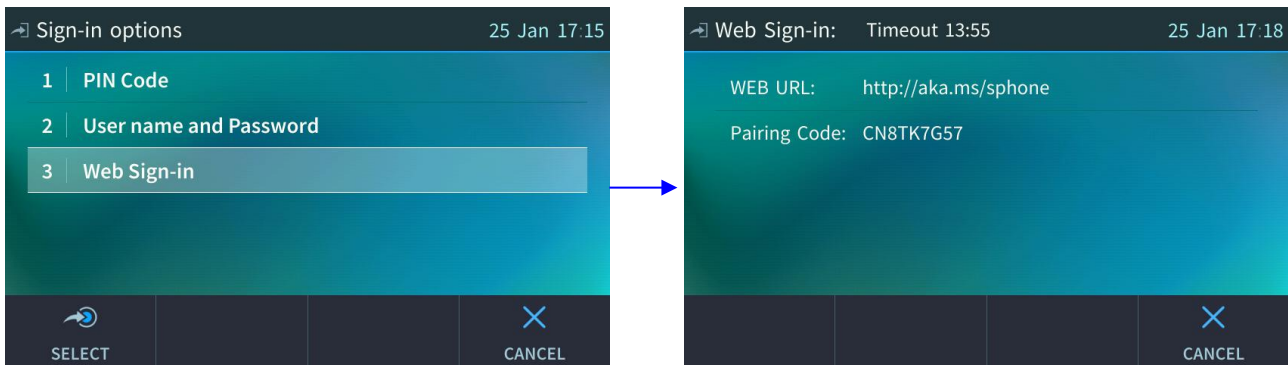 Sign-in options 25 Jan 17:15
1 PIN Code
2 User name and Password
3 Web Sign-in
SELECT CANCEL
Web Sign-in: Timeout 13:55 25 Jan 17:18
WEB URL: http://aka.ms/sphone
Pairing Code: CN8TK7G57
CANCEL